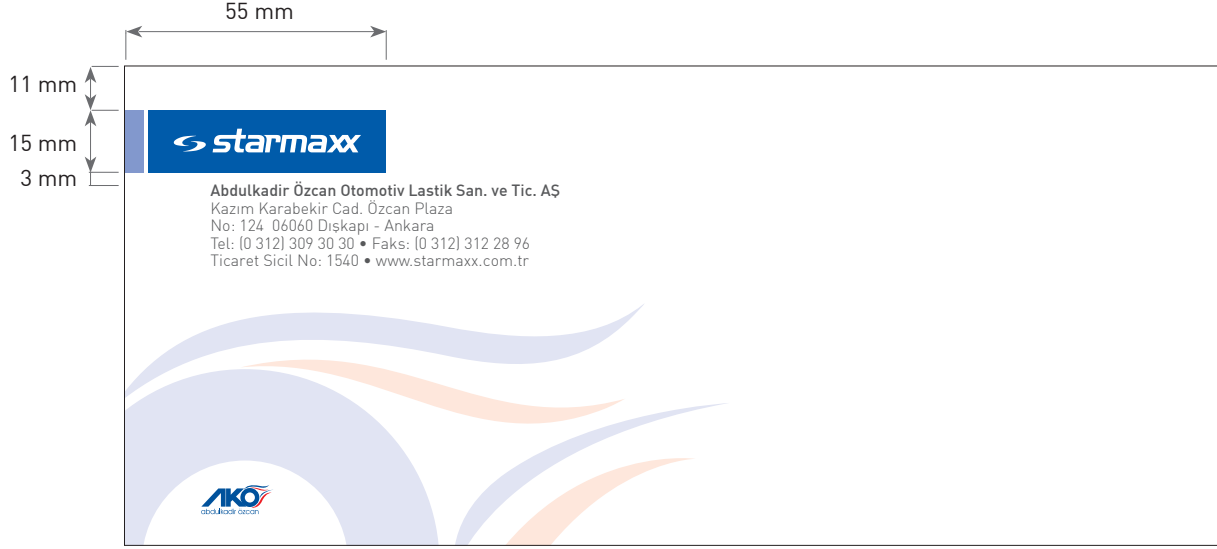 55 mm
11 mm
15 mm
3 mm
starmaxx
Abdulkadir Özcan Otomotiv Lastik San. ve Tic. AŞ
Kazım Karabekir Cad. Özcan Plaza
No: 124 06060 Dışkapı - Ankara
Tel: (0 312) 309 30 30 • Faks: (0 312) 312 28 96
Ticaret Sicil No: 1540 • www.starmaxx.com.tr
AKO
abdulkadir özcan